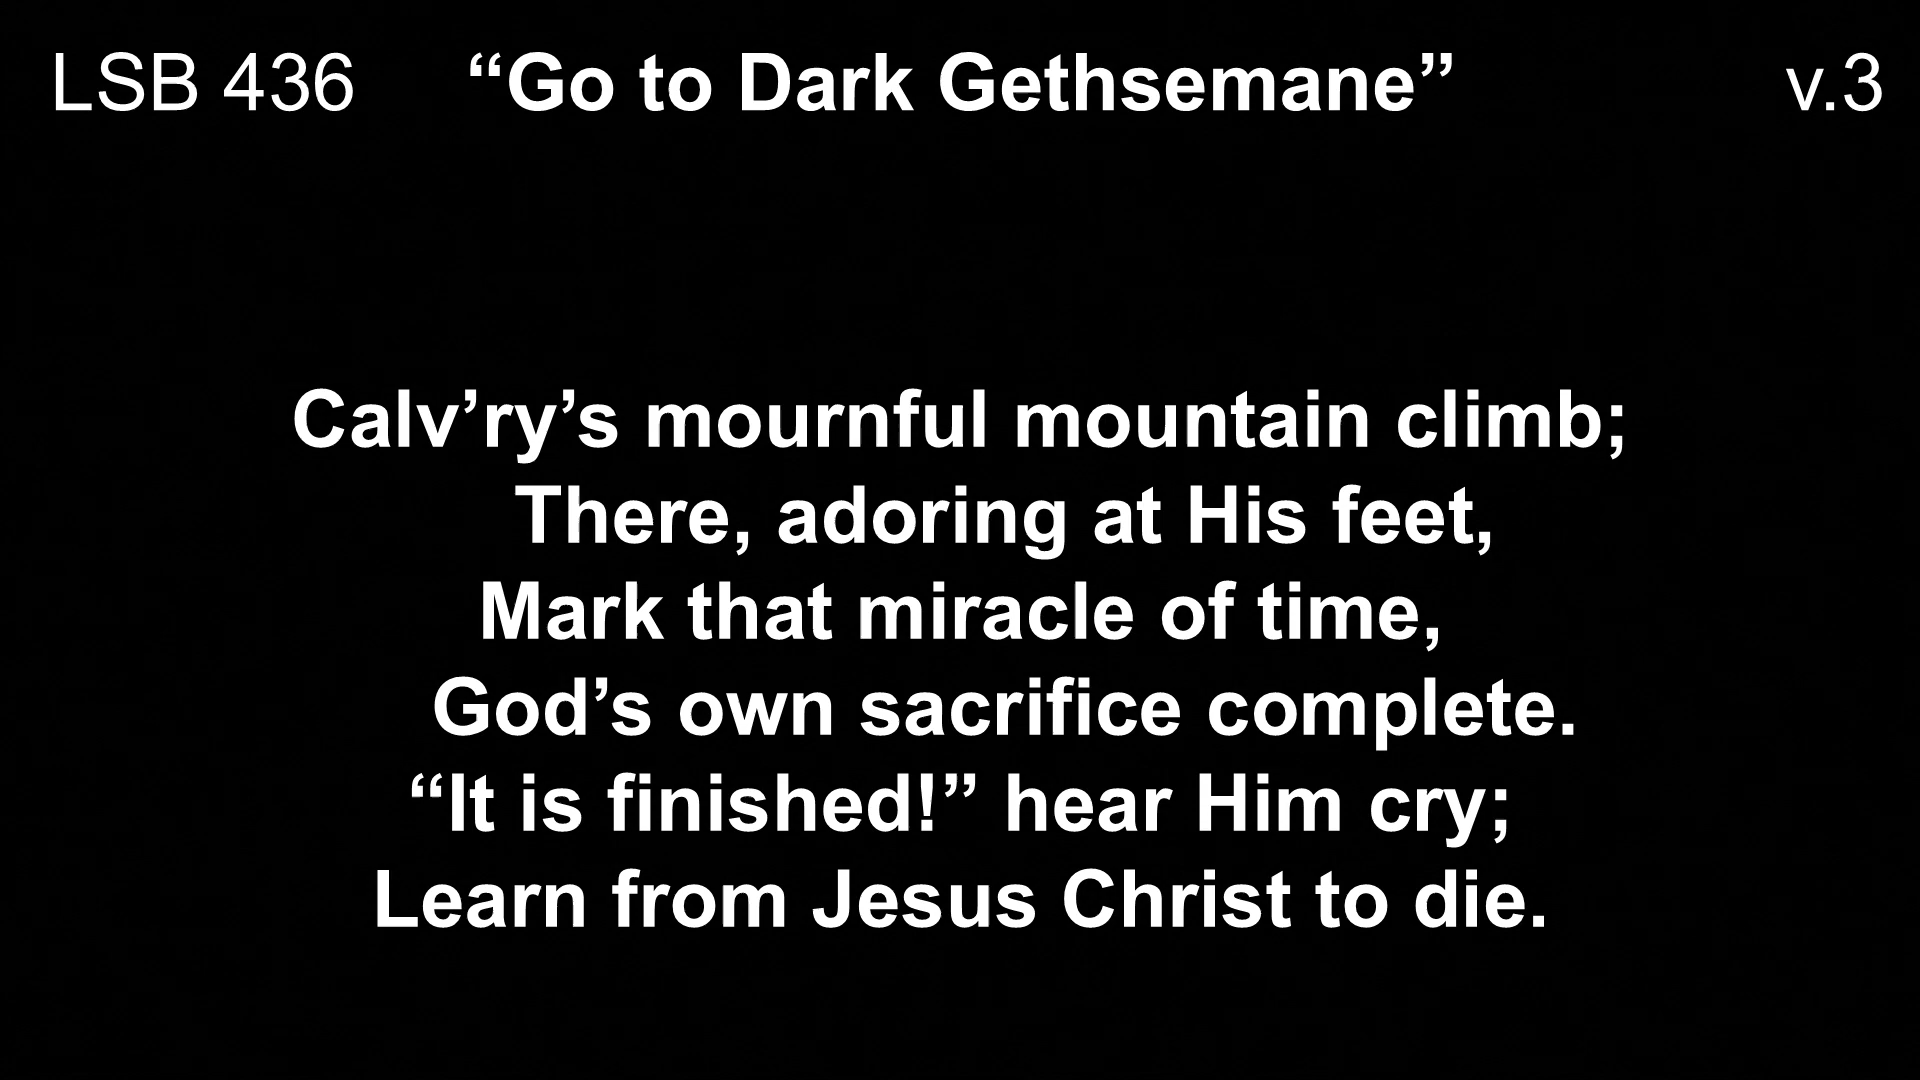 LSB 436 “Go to Dark Gethsemane” v.3
Calv’ry’s mournful mountain climb;
There, adoring at His feet,
Mark that miracle of time,
God’s own sacrifice complete.
“It is finished!” hear Him cry;
Learn from Jesus Christ to die.